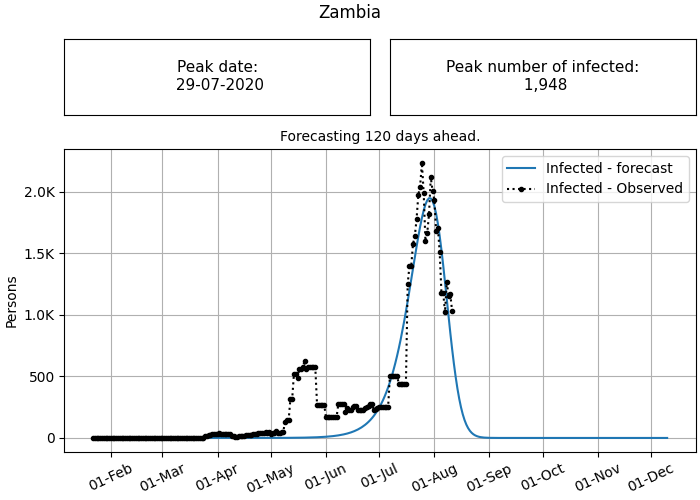 Zambia
Peak date:
29-07-2020
Peak number of infected:
1,948
Forecasting 120 days ahead.
Infected - forecast
Infected - Observed
Persons
2.0K
1.5K
1.0K
500
0
01-Feb
01-Mar
01-Apr
01-May
01-Jun
01-Jul
01-Aug
01-Sep
01-Oct
01-Nov
01-Dec